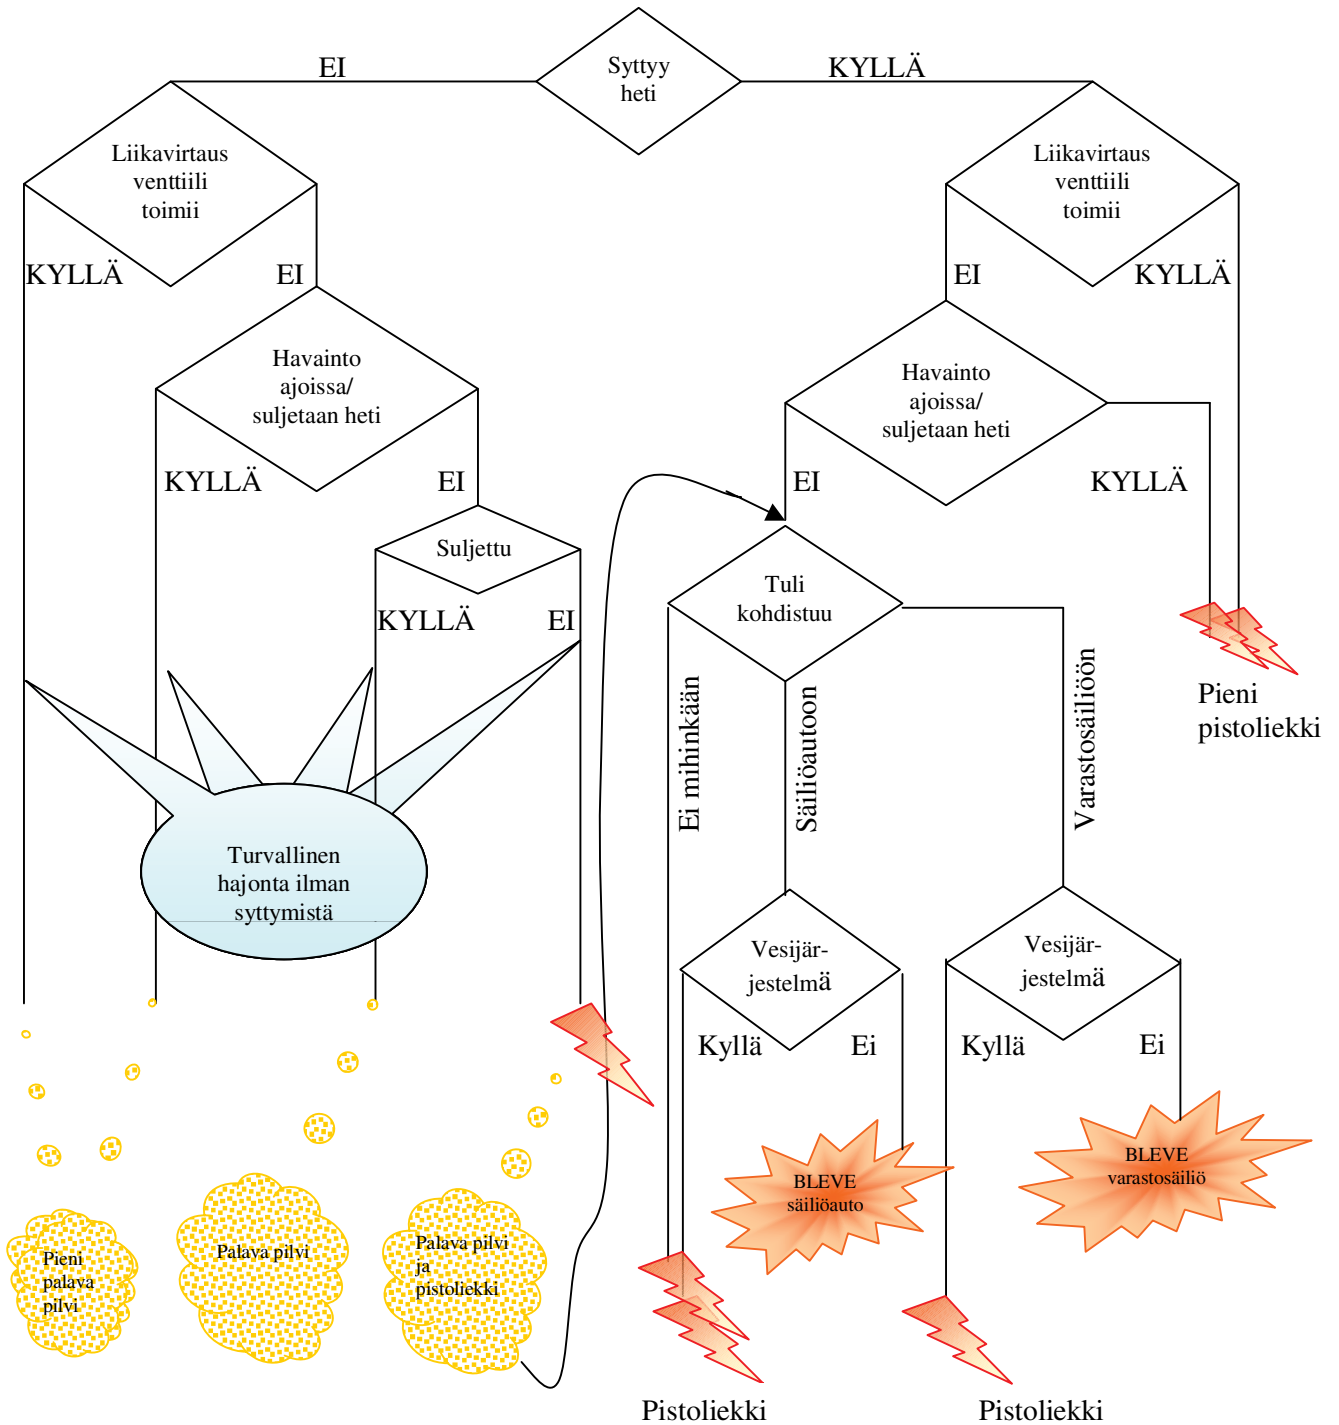 Syttyy
heti
EI
KYLLÄ
Liikavirtaus
venttiili
toimii
KYLLÄ
EI
Liikavirtaus
venttiili
toimii
EI
KYLLÄ
Havainto
ajoissa/
suljetaan heti
KYLLÄ
EI
Havainto
ajoissa/
suljetaan heti
EI
KYLLÄ
Suljettu
KYLLÄ
EI
Tuli
kohdistuu
Ei mihinkään
Säiliöautoon
Varastosäiliöön
Pieni
pistoliekki
Turvallinen
hajonta ilman
syttymistä
Vesijär-
jestelmä
Kyllä
Ei
Vesijär-
jestelmä
Kyllä
Ei
BLEVE
säiliöauto
BLEVE
varastosäiliö
Pieni
palava
pilvi
Palava pilvi
Palava pilvi
ja
pistoliekki
Pistoliekki
Pistoliekki